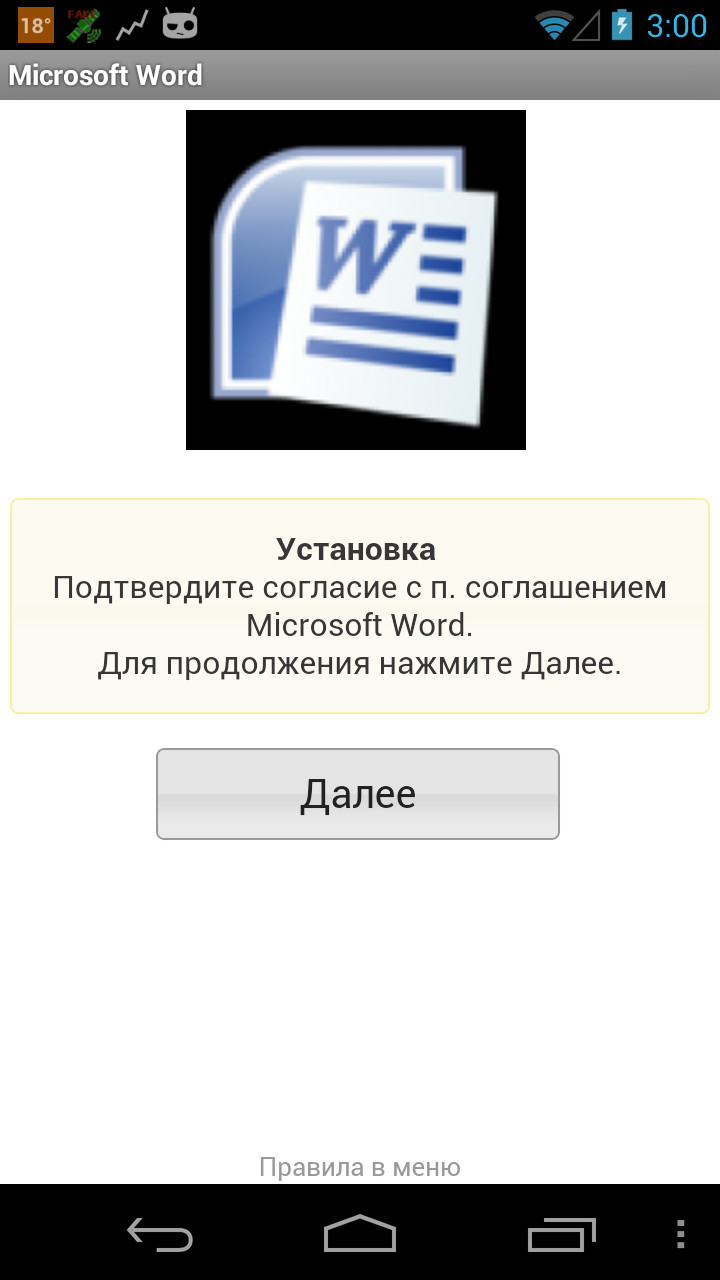 18°
FAKE
3:00
Microsoft Word
W
Установка
Подтвердите согласие с п. соглашением
Microsoft Word.
Для продолжения нажмите Далее.
Далее
Правила в меню